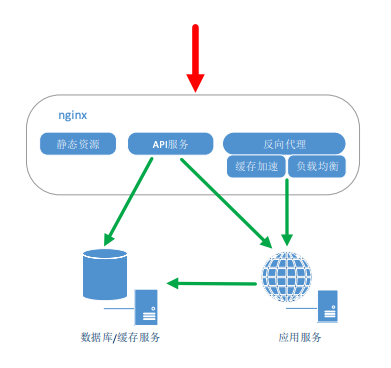 nginx
静态资源
API服务
反向代理
缓存加速
负载均衡
数据库/缓存服务
应用服务